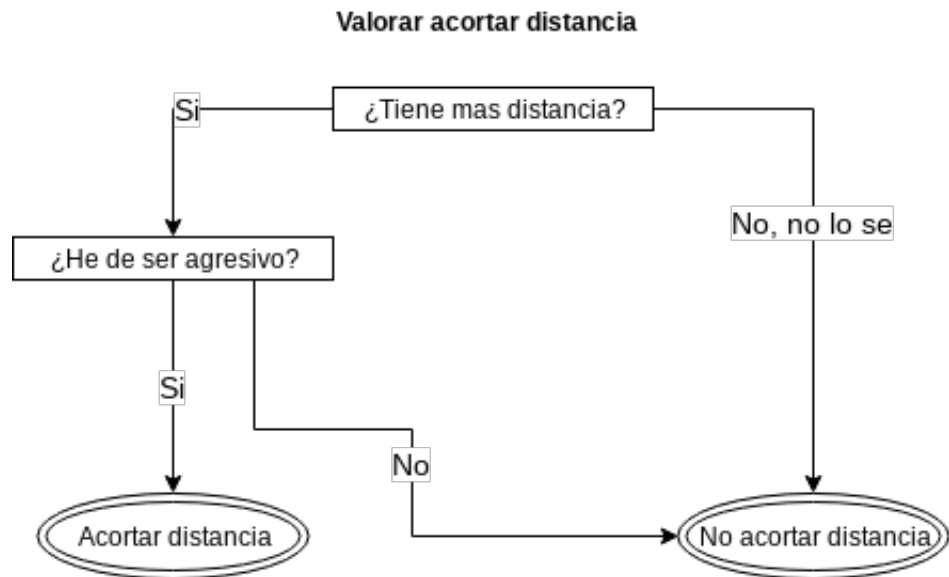 Valorar acortar distancia
¿Tiene mas distancia?
Si
No, no lo se
¿He de ser agresivo?
Si
No
Acortar distancia
No acortar distancia